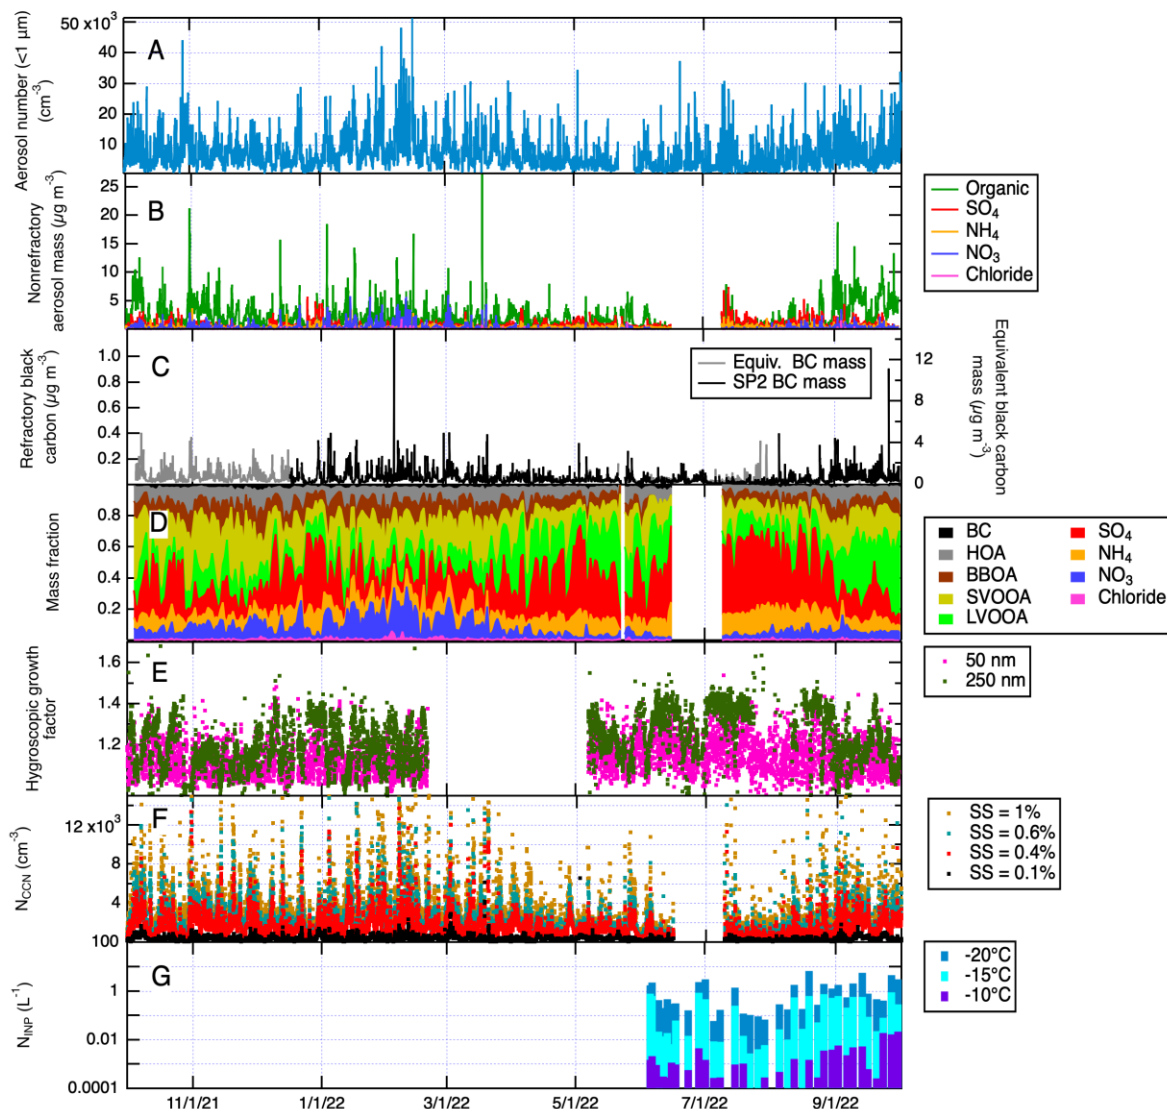 A
Aerosol number (<1 µm)
(cm⁻³)
50 x10³
40
30
20
10
B
Nonrefractory
aerosol mass (µg m⁻³)
25
20
15
10
5
Organic
SO₄
NH₄
NO₃
Chloride
C
Refractory black
carbon (µg m⁻³)
1.0
0.8
0.6
0.4
0.2
Equiv. BC mass
SP2 BC mass
12
8
4
0
Equivalent black carbon
mass (µg m⁻³)
D
Mass fraction
0.8
0.6
0.4
0.2
BC
HOA
BBOA
SVOOA
LVOOA
SO₄
NH₄
NO₃
Chloride
E
Hygroscopic growth
factor
1.6
1.4
1.2
50 nm
250 nm
F
N_CCN (cm⁻³)
12 x10³
8
4
100
SS = 1%
SS = 0.6%
SS = 0.4%
SS = 0.1%
G
N_INP (L⁻¹)
1
0.01
0.0001
-20°C
-15°C
-10°C
11/1/21
1/1/22
3/1/22
5/1/22
7/1/22
9/1/22